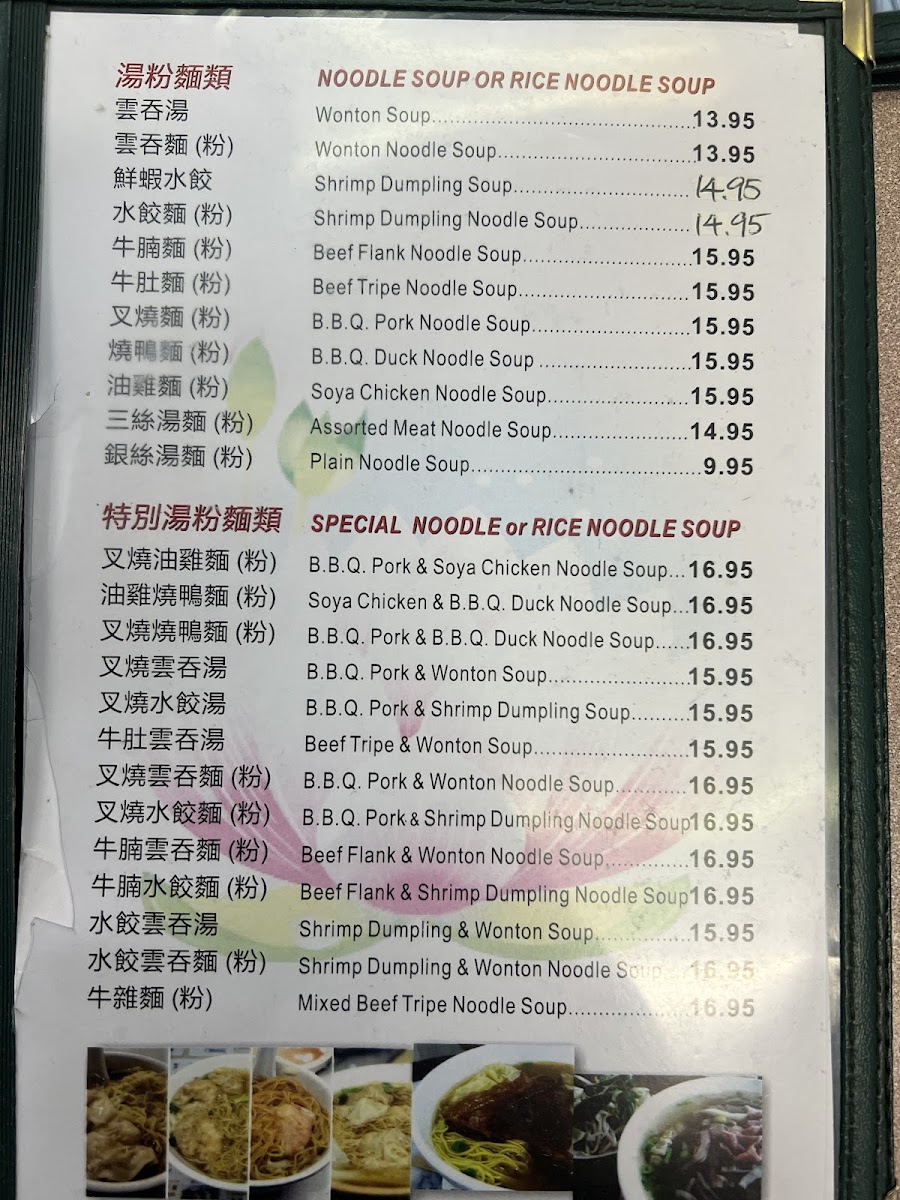 湯粉麵類 NOODLE SOUP OR RICE NOODLE SOUP
雲吞湯 Wonton Soup 13.95
雲吞麵 (粉) Wonton Noodle Soup 13.95
鮮蝦水餃 Shrimp Dumpling Soup 14.95
水餃麵 (粉) Shrimp Dumpling Noodle Soup 14.95
牛腩麵 (粉) Beef Flank Noodle Soup 15.95
牛肚麵 (粉) Beef Tripe Noodle Soup 15.95
叉燒麵 (粉) B.B.Q. Pork Noodle Soup 15.95
燒鴨麵 (粉) B.B.Q. Duck Noodle Soup 15.95
油雞麵 (粉) Soya Chicken Noodle Soup 15.95
三絲湯麵 (粉) Assorted Meat Noodle Soup 14.95
銀絲湯麵 (粉) Plain Noodle Soup 9.95
特別湯粉麵類 SPECIAL NOODLE or RICE NOODLE SOUP
叉燒油雞麵 (粉) B.B.Q. Pork & Soya Chicken Noodle Soup 16.95
油雞燒鴨麵 (粉) Soya Chicken & B.B.Q. Duck Noodle Soup 16.95
叉燒燒鴨麵 (粉) B.B.Q. Pork & B.B.Q. Duck Noodle Soup 16.95
叉燒雲吞湯 B.B.Q. Pork & Wonton Soup 15.95
叉燒水餃湯 B.B.Q. Pork & Shrimp Dumpling Soup 15.95
牛肚雲吞湯 Beef Tripe & Wonton Soup 15.95
叉燒雲吞麵 (粉) B.B.Q. Pork & Wonton Noodle Soup 16.95
叉燒水餃麵 (粉) B.B.Q. Pork & Shrimp Dumpling Noodle Soup 16.95
牛腩雲吞麵 (粉) Beef Flank & Wonton Noodle Soup 16.95
牛腩水餃麵 (粉) Beef Flank & Shrimp Dumpling Noodle Soup 16.95
水餃雲吞湯 Shrimp Dumpling & Wonton Soup 15.95
水餃雲吞麵 (粉) Shrimp Dumpling & Wonton Noodle Soup 16.95
牛雜麵 (粉) Mixed Beef Tripe Noodle Soup 16.95